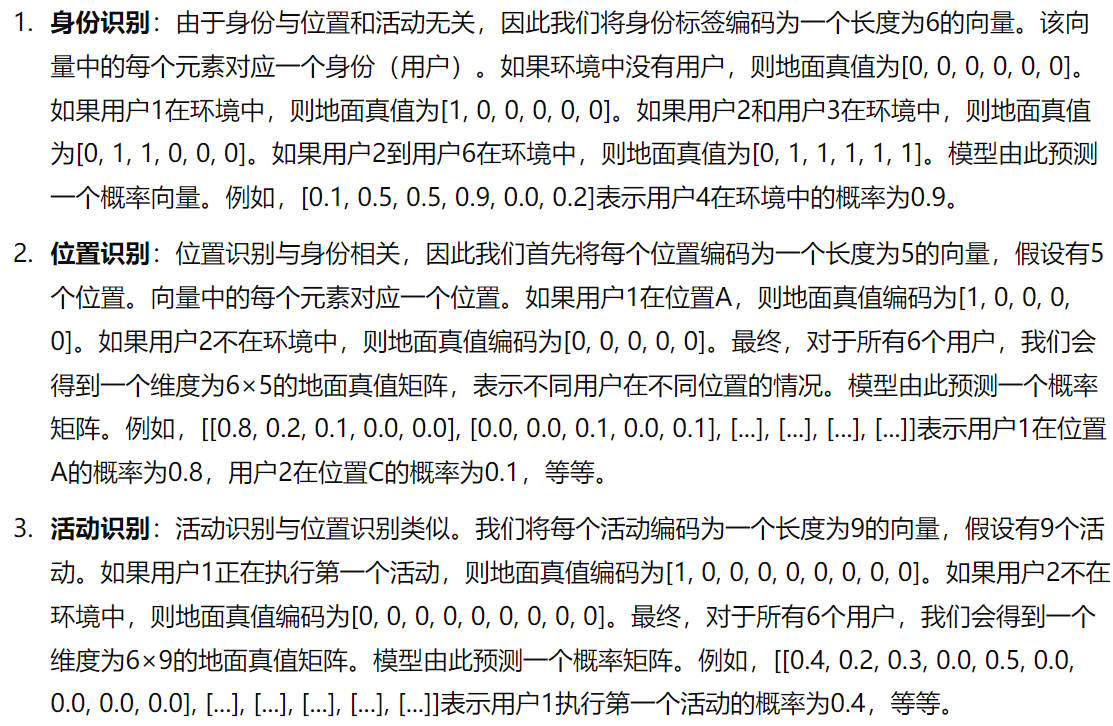 1. 身份识别：由于身份与位置和活动无关，因此我们将身份标签编码为一个长度为6的向量。该向
量中的每个元素对应一个身份（用户）。如果环境中没有用户，则地面真值为[0, 0, 0, 0, 0, 0]。
如果用户1在环境中，则地面真值为[1, 0, 0, 0, 0, 0]。如果用户2和用户3在环境中，则地面真值
为[0, 1, 1, 0, 0, 0]。如果用户2到用户6在环境中，则地面真值为[0, 1, 1, 1, 1, 1]。模型由此预测
一个概率向量。例如，[0.1, 0.5, 0.5, 0.9, 0.0, 0.2]表示用户4在环境中的概率为0.9。
2. 位置识别：位置识别与身份相关，因此我们首先将每个位置编码为一个长度为5的向量，假设有5
个位置。向量中的每个元素对应一个位置。如果用户1在位置A，则地面真值编码为[1, 0, 0, 0,
0]。如果用户2不在环境中，则地面真值编码为[0, 0, 0, 0, 0]。最终，对于所有6个用户，我们会
得到一个维度为6×5的地面真值矩阵，表示不同用户在不同位置的情况。模型由此预测一个概率
矩阵。例如，[[0.8, 0.2, 0.1, 0.0, 0.0], [0.0, 0.0, 0.1, 0.0, 0.1], [...], [...], [...], [...]]表示用户1在位置
A的概率为0.8，用户2在位置C的概率为0.1，等等。
3. 活动识别：活动识别与位置识别类似。我们将每个活动编码为一个长度为9的向量，假设有9个活
动。如果用户1正在执行第一个活动，则地面真值编码为[1, 0, 0, 0, 0, 0, 0, 0, 0]。如果用户2不在
环境中，则地面真值编码为[0, 0, 0, 0, 0, 0, 0, 0, 0]。最终，对于所有6个用户，我们会得到一个
维度为6×9的地面真值矩阵。模型由此预测一个概率矩阵。例如，[[0.4, 0.2, 0.3, 0.0, 0.5, 0.0,
0.0, 0.0, 0.0], [...], [...], [...], [...], [...]]表示用户1执行第一个活动的概率为0.4，等等。